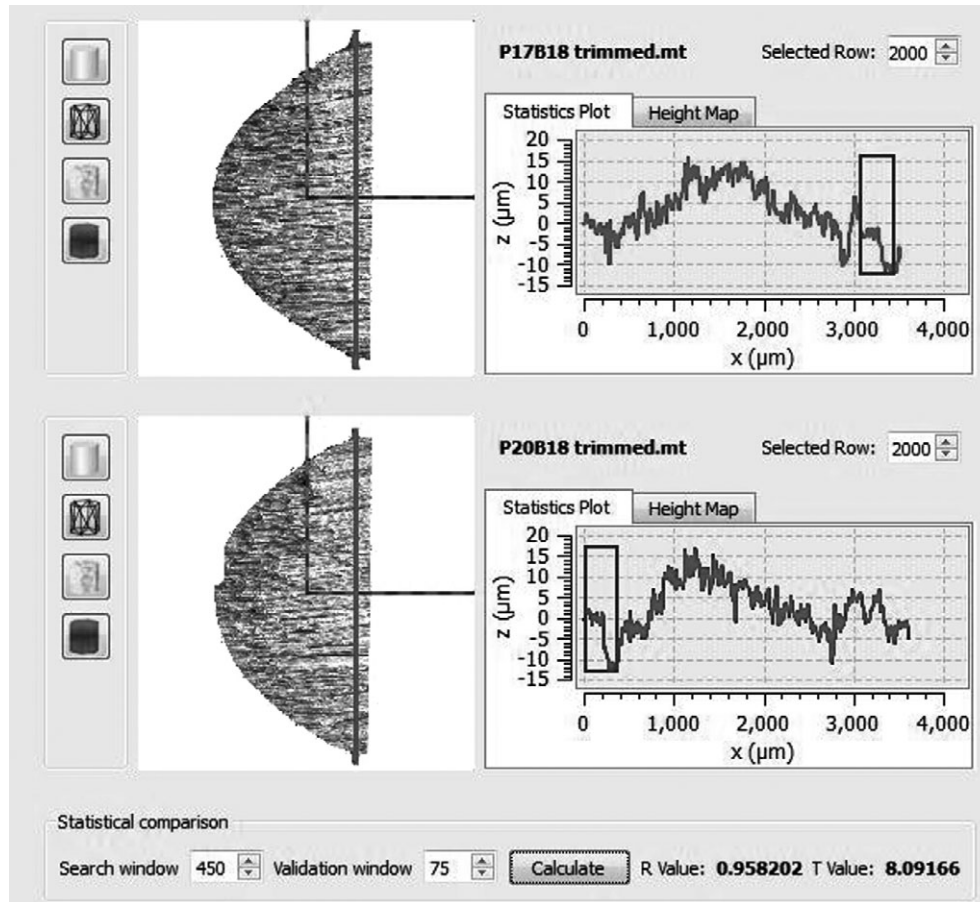 P17B18 trimmed.mt Selected Row: 2000
Statistics Plot Height Map
20
15
10
5
0
-5
-10
-15
z (µm)
0 1,000 2,000 3,000 4,000
x (µm)
P20B18 trimmed.mt Selected Row: 2000
Statistics Plot Height Map
20
15
10
5
0
-5
-10
-15
z (µm)
0 1,000 2,000 3,000 4,000
x (µm)
Statistical comparison
Search window 450 Validation window 75 Calculate R Value: 0.958202 T Value: 8.09166